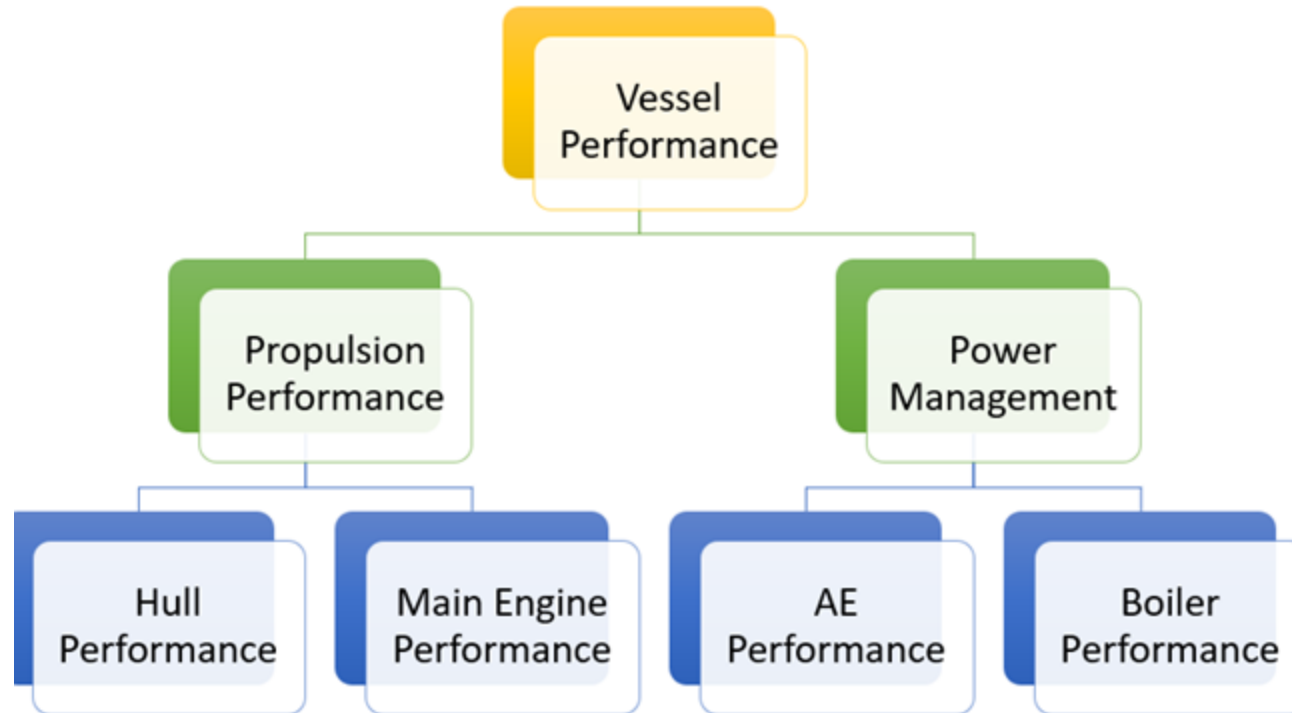 Vessel
Performance
Propulsion
Performance
Power
Management
Hull
Performance
Main Engine
Performance
AE
Performance
Boiler
Performance